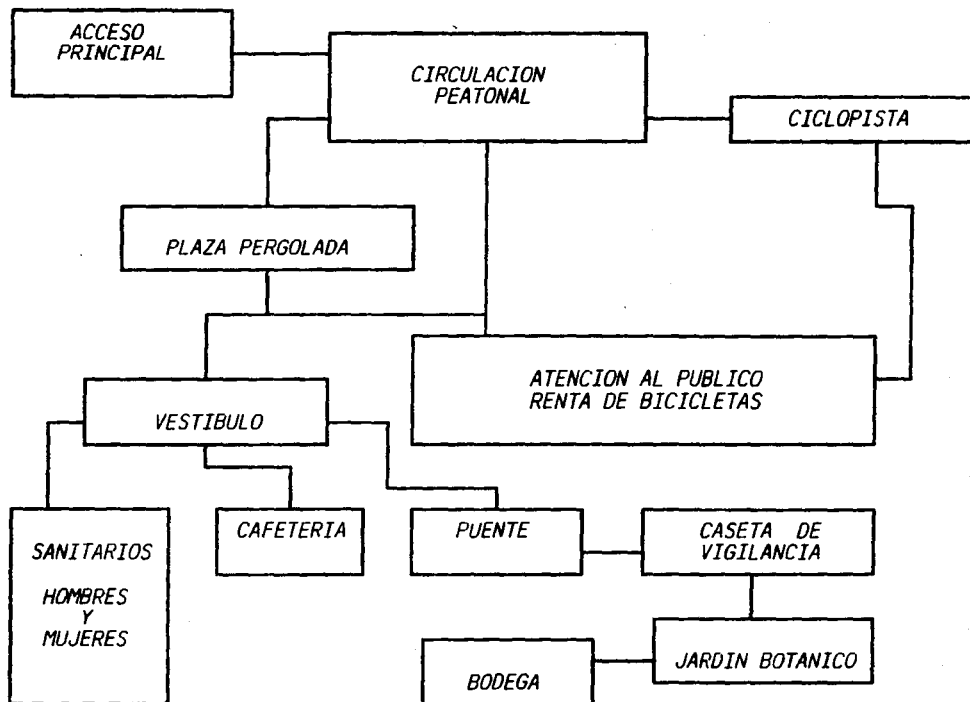 ACCESO
PRINCIPAL
CIRCULACION
PEATONAL
CICLOPISTA
PLAZA PERGOLADA
ATENCION AL PUBLICO
RENTA DE BICICLETAS
VESTIBULO
SANITARIOS
HOMBRES
Y
MUJERES
CAFETERIA
PUENTE
CASETA DE
VIGILANCIA
JARDIN BOTANICO
BODEGA